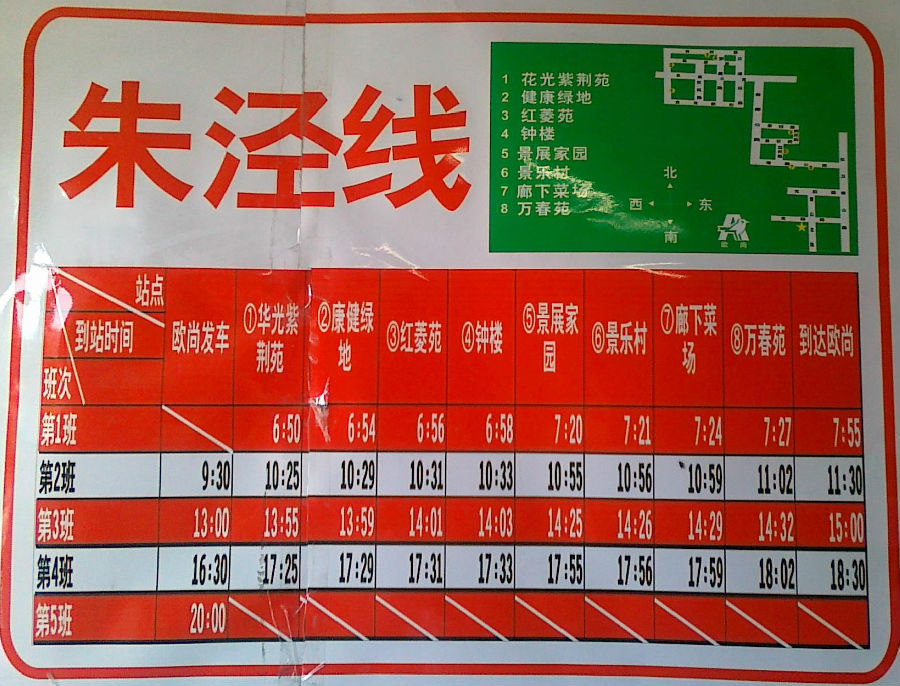 朱泾线
1 花光紫荆苑
2 健康绿地
3 红菱苑
4 钟楼
5 景展家园
6 景乐村
7 廊下菜场
8 万春苑
北
西 东
南
欧尚
站点
到站时间
班次
欧尚发车 ①华光紫荆苑 ②康健绿地 ③红菱苑 ④钟楼 ⑤景展家园 ⑥景乐村 ⑦廊下菜场 ⑧万春苑 到达欧尚
第1班 6:50 6:54 6:56 6:58 7:20 7:21 7:24 7:27 7:55
第2班 9:30 10:25 10:29 10:31 10:33 10:55 10:56 10:59 11:02 11:30
第3班 13:00 13:55 13:59 14:01 14:03 14:25 14:26 14:29 14:32 15:00
第4班 16:30 17:25 17:29 17:31 17:33 17:55 17:56 17:59 18:02 18:30
第5班 20:00